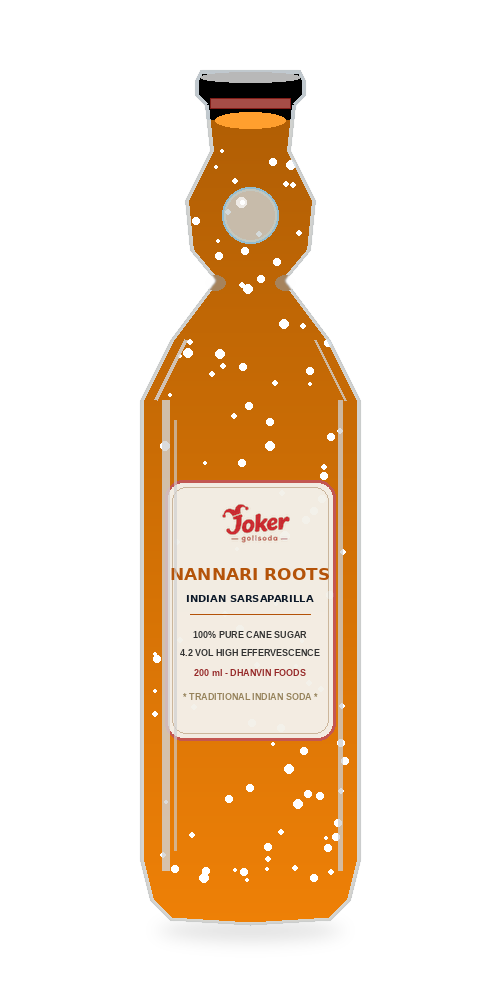 Joker
— goli soda —
NANNARI ROOTS
INDIAN SARSAPARILLA
100% PURE CANE SUGAR
4.2 VOL HIGH EFFERVESCENCE
200 ml - DHANVIN FOODS
* TRADITIONAL INDIAN SODA *